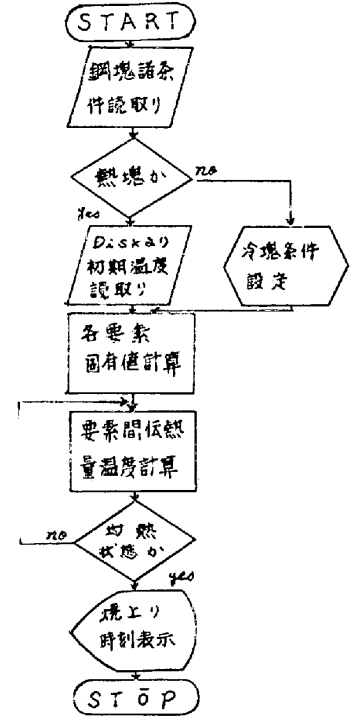 START
鋼塊諸条
件読取り
熱塊か
no
yes
Diskより
初期温度
読取り
冷塊条件
設定
各要素
固有値計算
要素間伝熱
量温度計算
均熱
状態か
no
yes
焼上り
時刻表示
STŌP